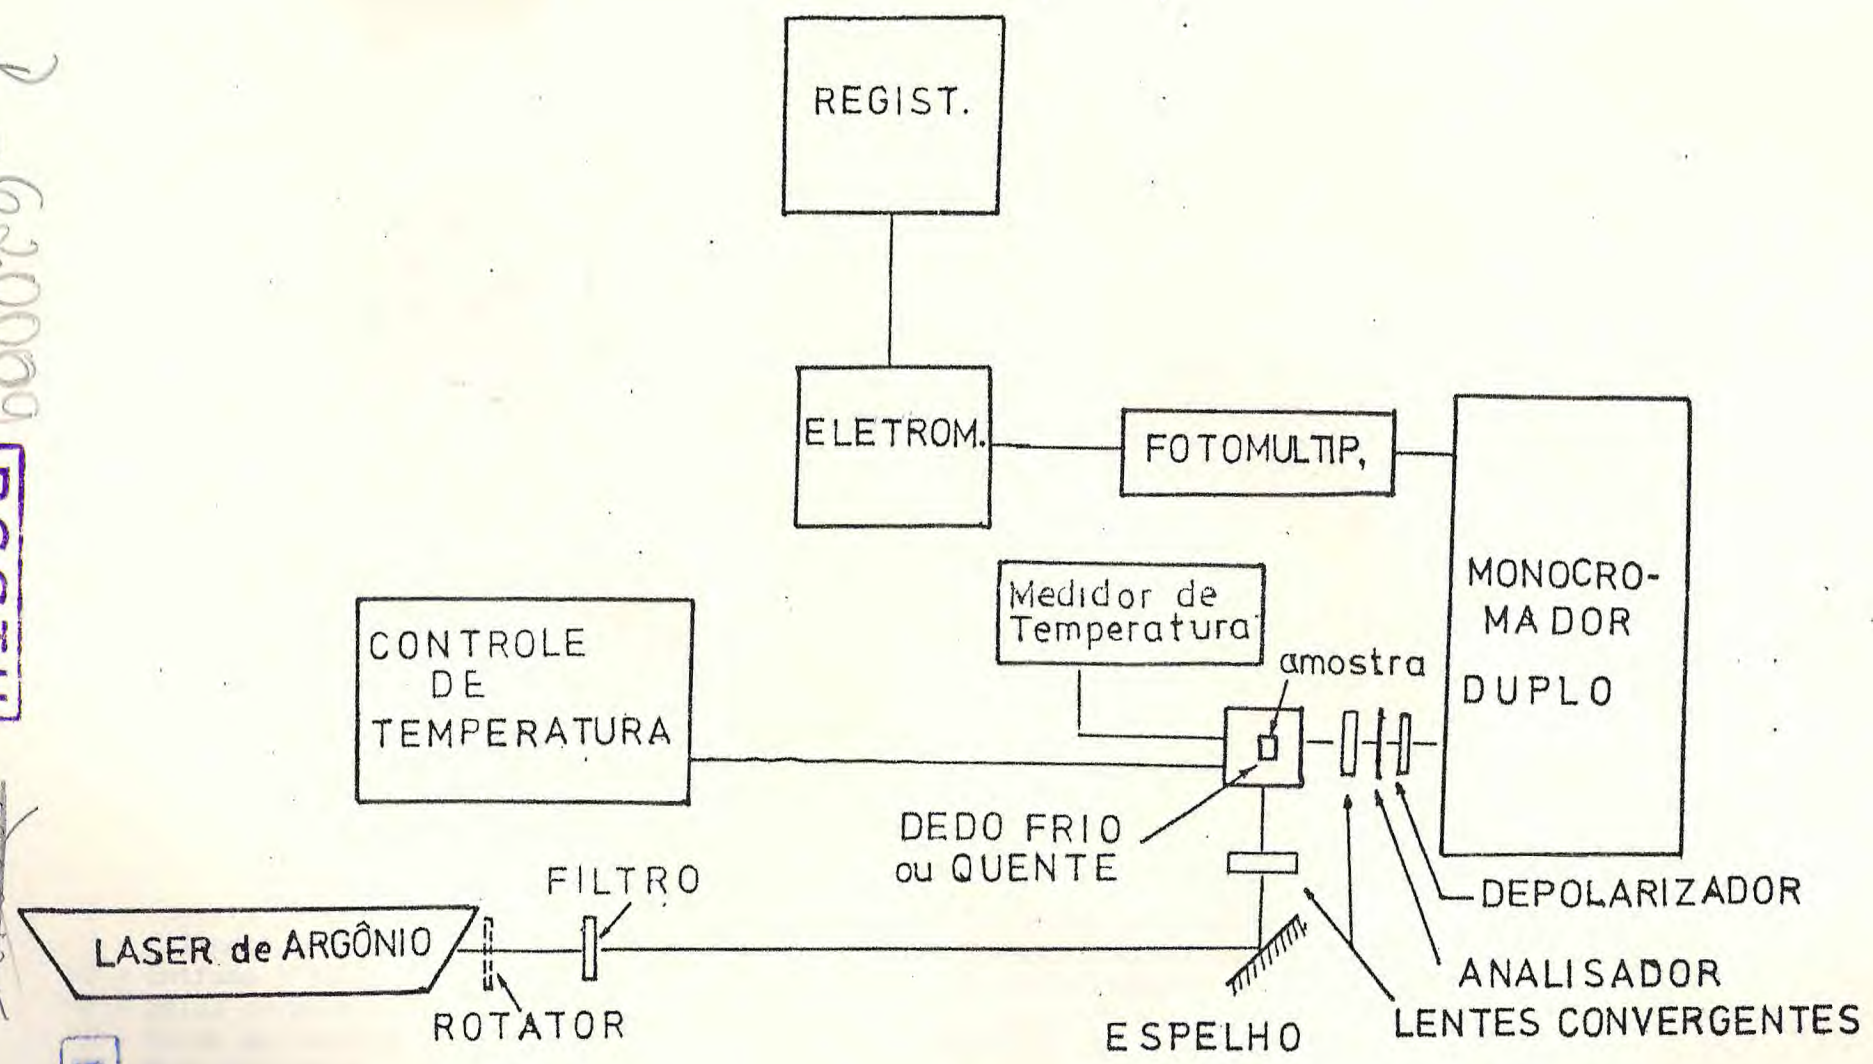 REGIST.
ELETROM.
FOTOMULTIP,
MONOCRO-
MADOR
DUPLO
Medidor de
Temperatura
amostra
CONTROLE
DE
TEMPERATURA
DEDO FRIO
ou QUENTE
FILTRO
DEPOLARIZADOR
LASER de ARGÔNIO
ANALISADOR
ROTATOR
ESPELHO
LENTES CONVERGENTES